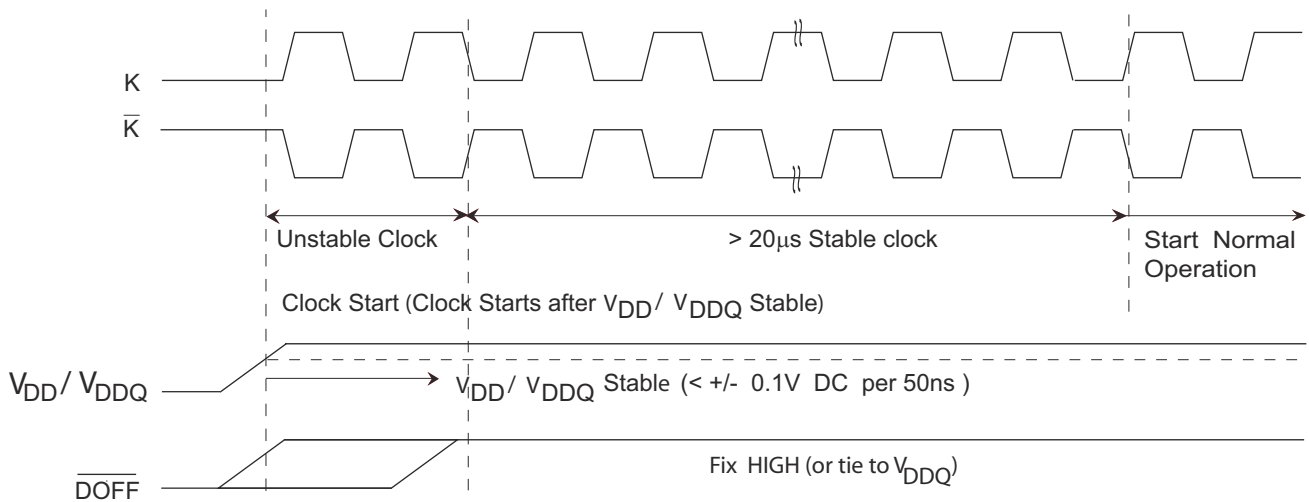 K
K̅
Unstable Clock
> 20μs Stable clock
Start Normal
Operation
Clock Start (Clock Starts after VDD/ VDDQ Stable)
VDD/ VDDQ
VDD/ VDDQ Stable (< +/- 0.1V DC per 50ns )
Fix HIGH (or tie to VDDQ)
D̅O̅F̅F̅